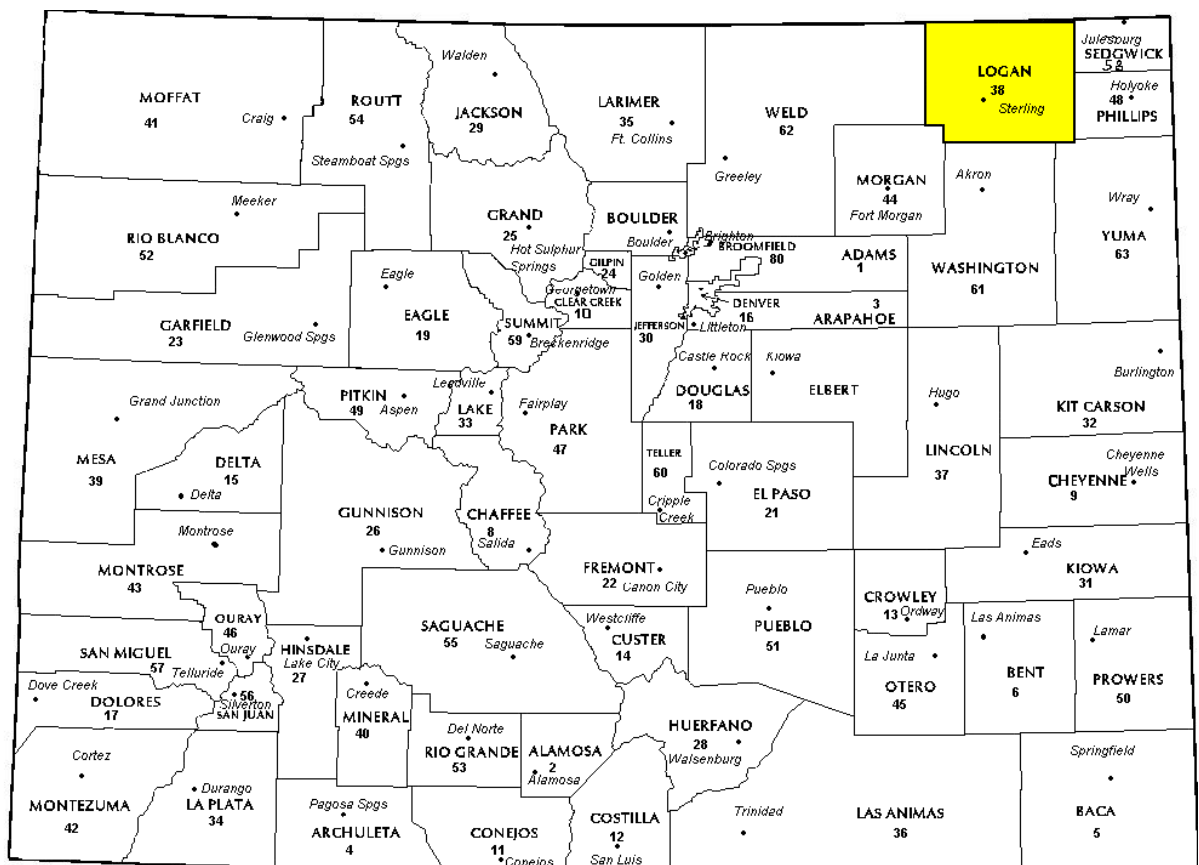 Julesburg
SEDGWICK
58
Walden
LOGAN
38
Sterling
Holyoke
48
PHILLIPS
MOFFAT
41
Craig
ROUTT
54
Steamboat Spgs
JACKSON
29
LARIMER
35
Ft. Collins
WELD
62
Greeley
MORGAN
44
Fort Morgan
Akron
WASHINGTON
61
Wray
YUMA
63
Meeker
RIO BLANCO
52
GRAND
25
Hot Sulphur
Springs
BOULDER
Boulder
Brighton
BROOMFIELD
80
ADAMS
1
GILPIN
24
Golden
Georgetown
CLEAR CREEK
10
DENVER
16
3
ARAPAHOE
Littleton
JEFFERSON
30
Eagle
EAGLE
19
SUMMIT
59
Breckenridge
GARFIELD
23
Glenwood Spgs
Castle Rock
DOUGLAS
18
Kiowa
ELBERT
Hugo
LINCOLN
37
Burlington
KIT CARSON
32
Grand Junction
MESA
39
PITKIN
49
Aspen
Leadville
LAKE
33
Fairplay
PARK
47
TELLER
60
Cripple
Creek
Colorado Spgs
EL PASO
21
Cheyenne
Wells
CHEYENNE
9
DELTA
15
Delta
GUNNISON
26
Gunnison
CHAFFEE
8
Salida
Montrose
MONTROSE
43
FREMONT
22
Canon City
Pueblo
PUEBLO
51
CROWLEY
13
Ordway
Eads
KIOWA
31
OURAY
46
Ouray
HINSDALE
Lake City
27
SAGUACHE
55
Saguache
Westcliffe
CUSTER
14
La Junta
OTERO
45
Las Animas
BENT
6
Lamar
PROWERS
50
SAN MIGUEL
57
Telluride
Dove Creek
DOLORES
17
56
Silverton
SAN JUAN
Creede
MINERAL
40
Del Norte
RIO GRANDE
53
ALAMOSA
2
Alamosa
HUERFANO
28
Walsenburg
Cortez
MONTEZUMA
42
Durango
LA PLATA
34
Pagosa Spgs
ARCHULETA
4
CONEJOS
11
Conejos
COSTILLA
12
San Luis
Trinidad
LAS ANIMAS
36
Springfield
BACA
5